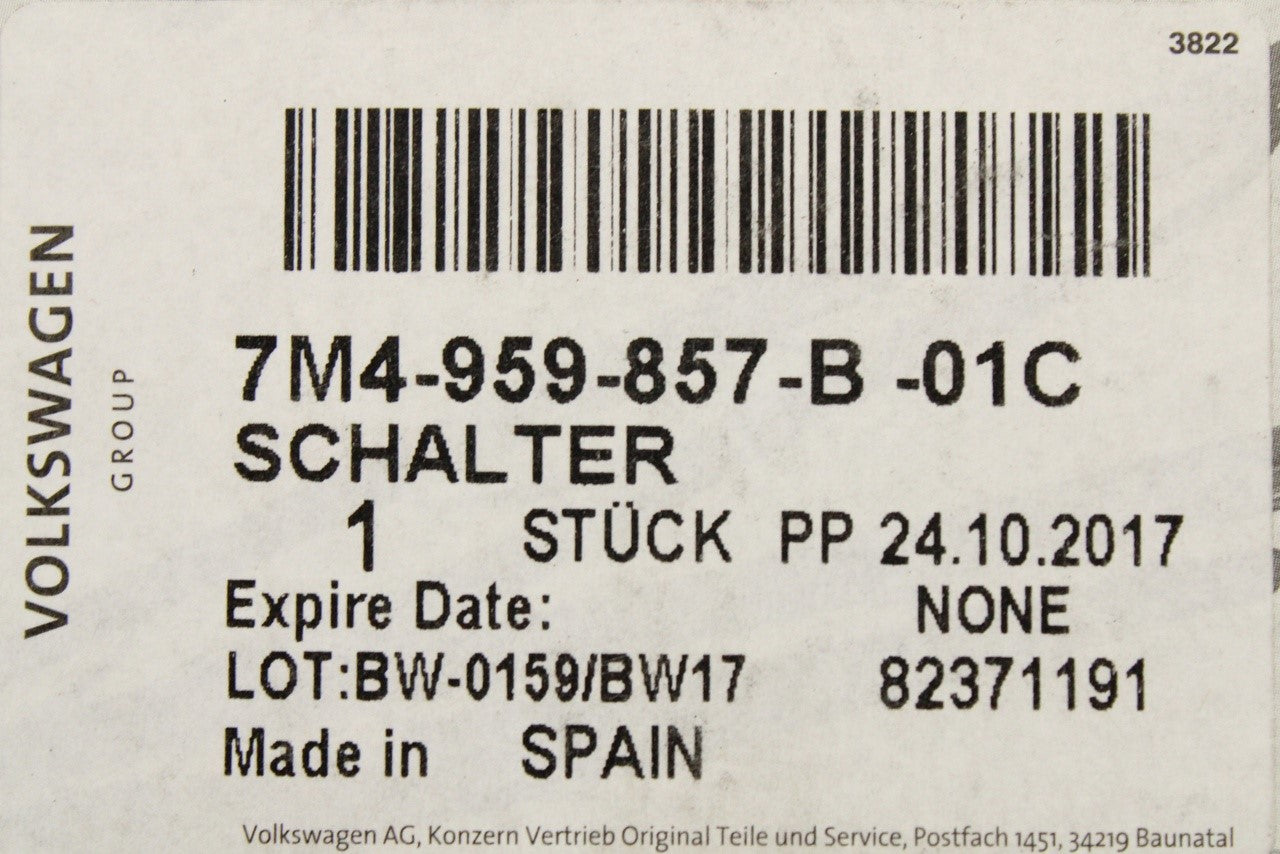 3822
VOLKSWAGEN
GROUP
7M4-959-857-B -01C
SCHALTER
1 STÜCK PP 24.10.2017
Expire Date: NONE
LOT:BW-0159/BW17 82371191
Made in SPAIN
Volkswagen AG, Konzern Vertrieb Original Teile und Service, Postfach 1451, 34219 Baunatal